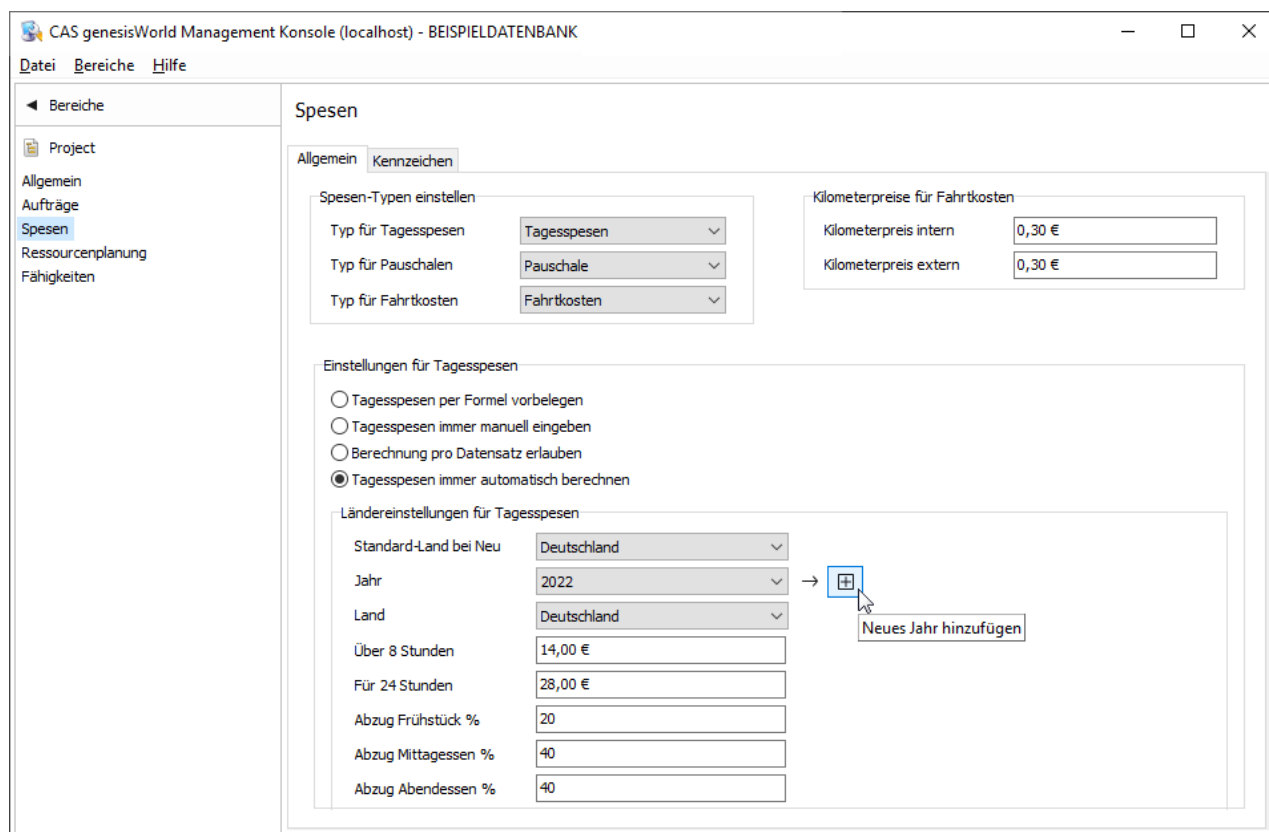 CAS genesisWorld Management Konsole (localhost) - BEISPIELDATENBANK
Datei Bereiche Hilfe
Bereiche
Project
Allgemein
Aufträge
Spesen
Ressourcenplanung
Fähigkeiten
Spesen
Allgemein Kennzeichen
Spesen-Typen einstellen
Typ für Tagesspesen Tagesspesen
Typ für Pauschalen Pauschale
Typ für Fahrtkosten Fahrtkosten
Kilometerpreise für Fahrtkosten
Kilometerpreis intern 0,30 €
Kilometerpreis extern 0,30 €
Einstellungen für Tagesspesen
Tagesspesen per Formel vorbelegen
Tagesspesen immer manuell eingeben
Berechnung pro Datensatz erlauben
Tagesspesen immer automatisch berechnen
Ländereinstellungen für Tagesspesen
Standard-Land bei Neu Deutschland
Jahr 2022 →
Neues Jahr hinzufügen
Land Deutschland
Über 8 Stunden 14,00 €
Für 24 Stunden 28,00 €
Abzug Frühstück % 20
Abzug Mittagessen % 40
Abzug Abendessen % 40